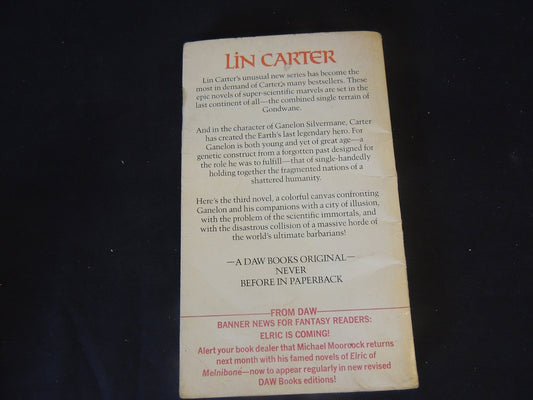 LIN CARTER
Lin Carter's unusual new series has become the
most in demand of Carter's many bestsellers. These
epic novels of super-scientific marvels are set in the
last continent of all—the combined single terrain of
Gondwane.
And in the character of Ganelon Silvermane, Carter
has created the Earth's last legendary hero. For
Ganelon is both young and yet of great age—a
genetic construct from a forgotten past designed for
the role he was to fulfill—that of single-handedly
holding together the fragmented nations of a
shattered humanity.
Here's the third novel, a colorful canvas confronting
Ganelon and his companions with a city of illusion,
with the problem of the scientific immortals, and
with the disastrous collision of a massive horde of
the world's ultimate barbarians!
—A DAW BOOKS ORIGINAL—
NEVER
BEFORE IN PAPERBACK
—FROM DAW—
BANNER NEWS FOR FANTASY READERS:
ELRIC IS COMING!
Alert your book dealer that Michael Moorcock returns
next month with his famed novels of Elric of
Melnibone—now to appear regularly in new revised
DAW Books editions!